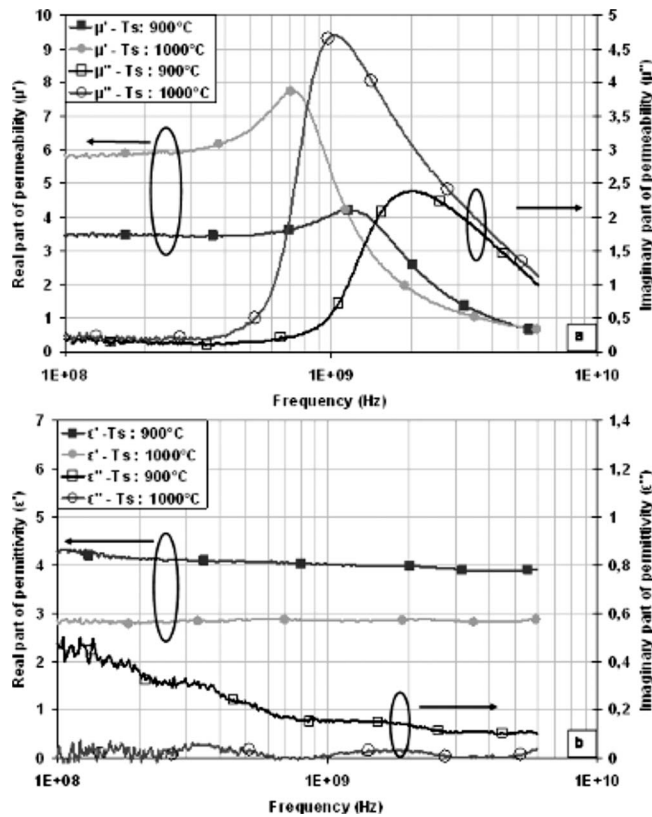 10
9
8
7
6
5
4
3
2
1
0
Real part of permeability (µ')
µ' - Ts: 900°C
µ' - Ts : 1000°C
µ'' - Ts : 900°C
µ'' - Ts : 1000°C
5
4,5
4
3,5
3
2,5
2
1,5
1
0,5
0
Imaginary part of permeability (µ'')
a
1E+08
1E+09
1E+10
Frequency (Hz)
7
6
5
4
3
2
1
0
Real part of permittivity (ε')
ε' -Ts : 900°C
ε' - Ts : 1000°C
ε'' - Ts : 900°C
ε'' - Ts : 1000°C
1,4
1,2
1
0,8
0,6
0,4
0,2
0
Imaginary part of permittivity (ε'')
b
1E+08
1E+09
1E+10
Frequency (Hz)